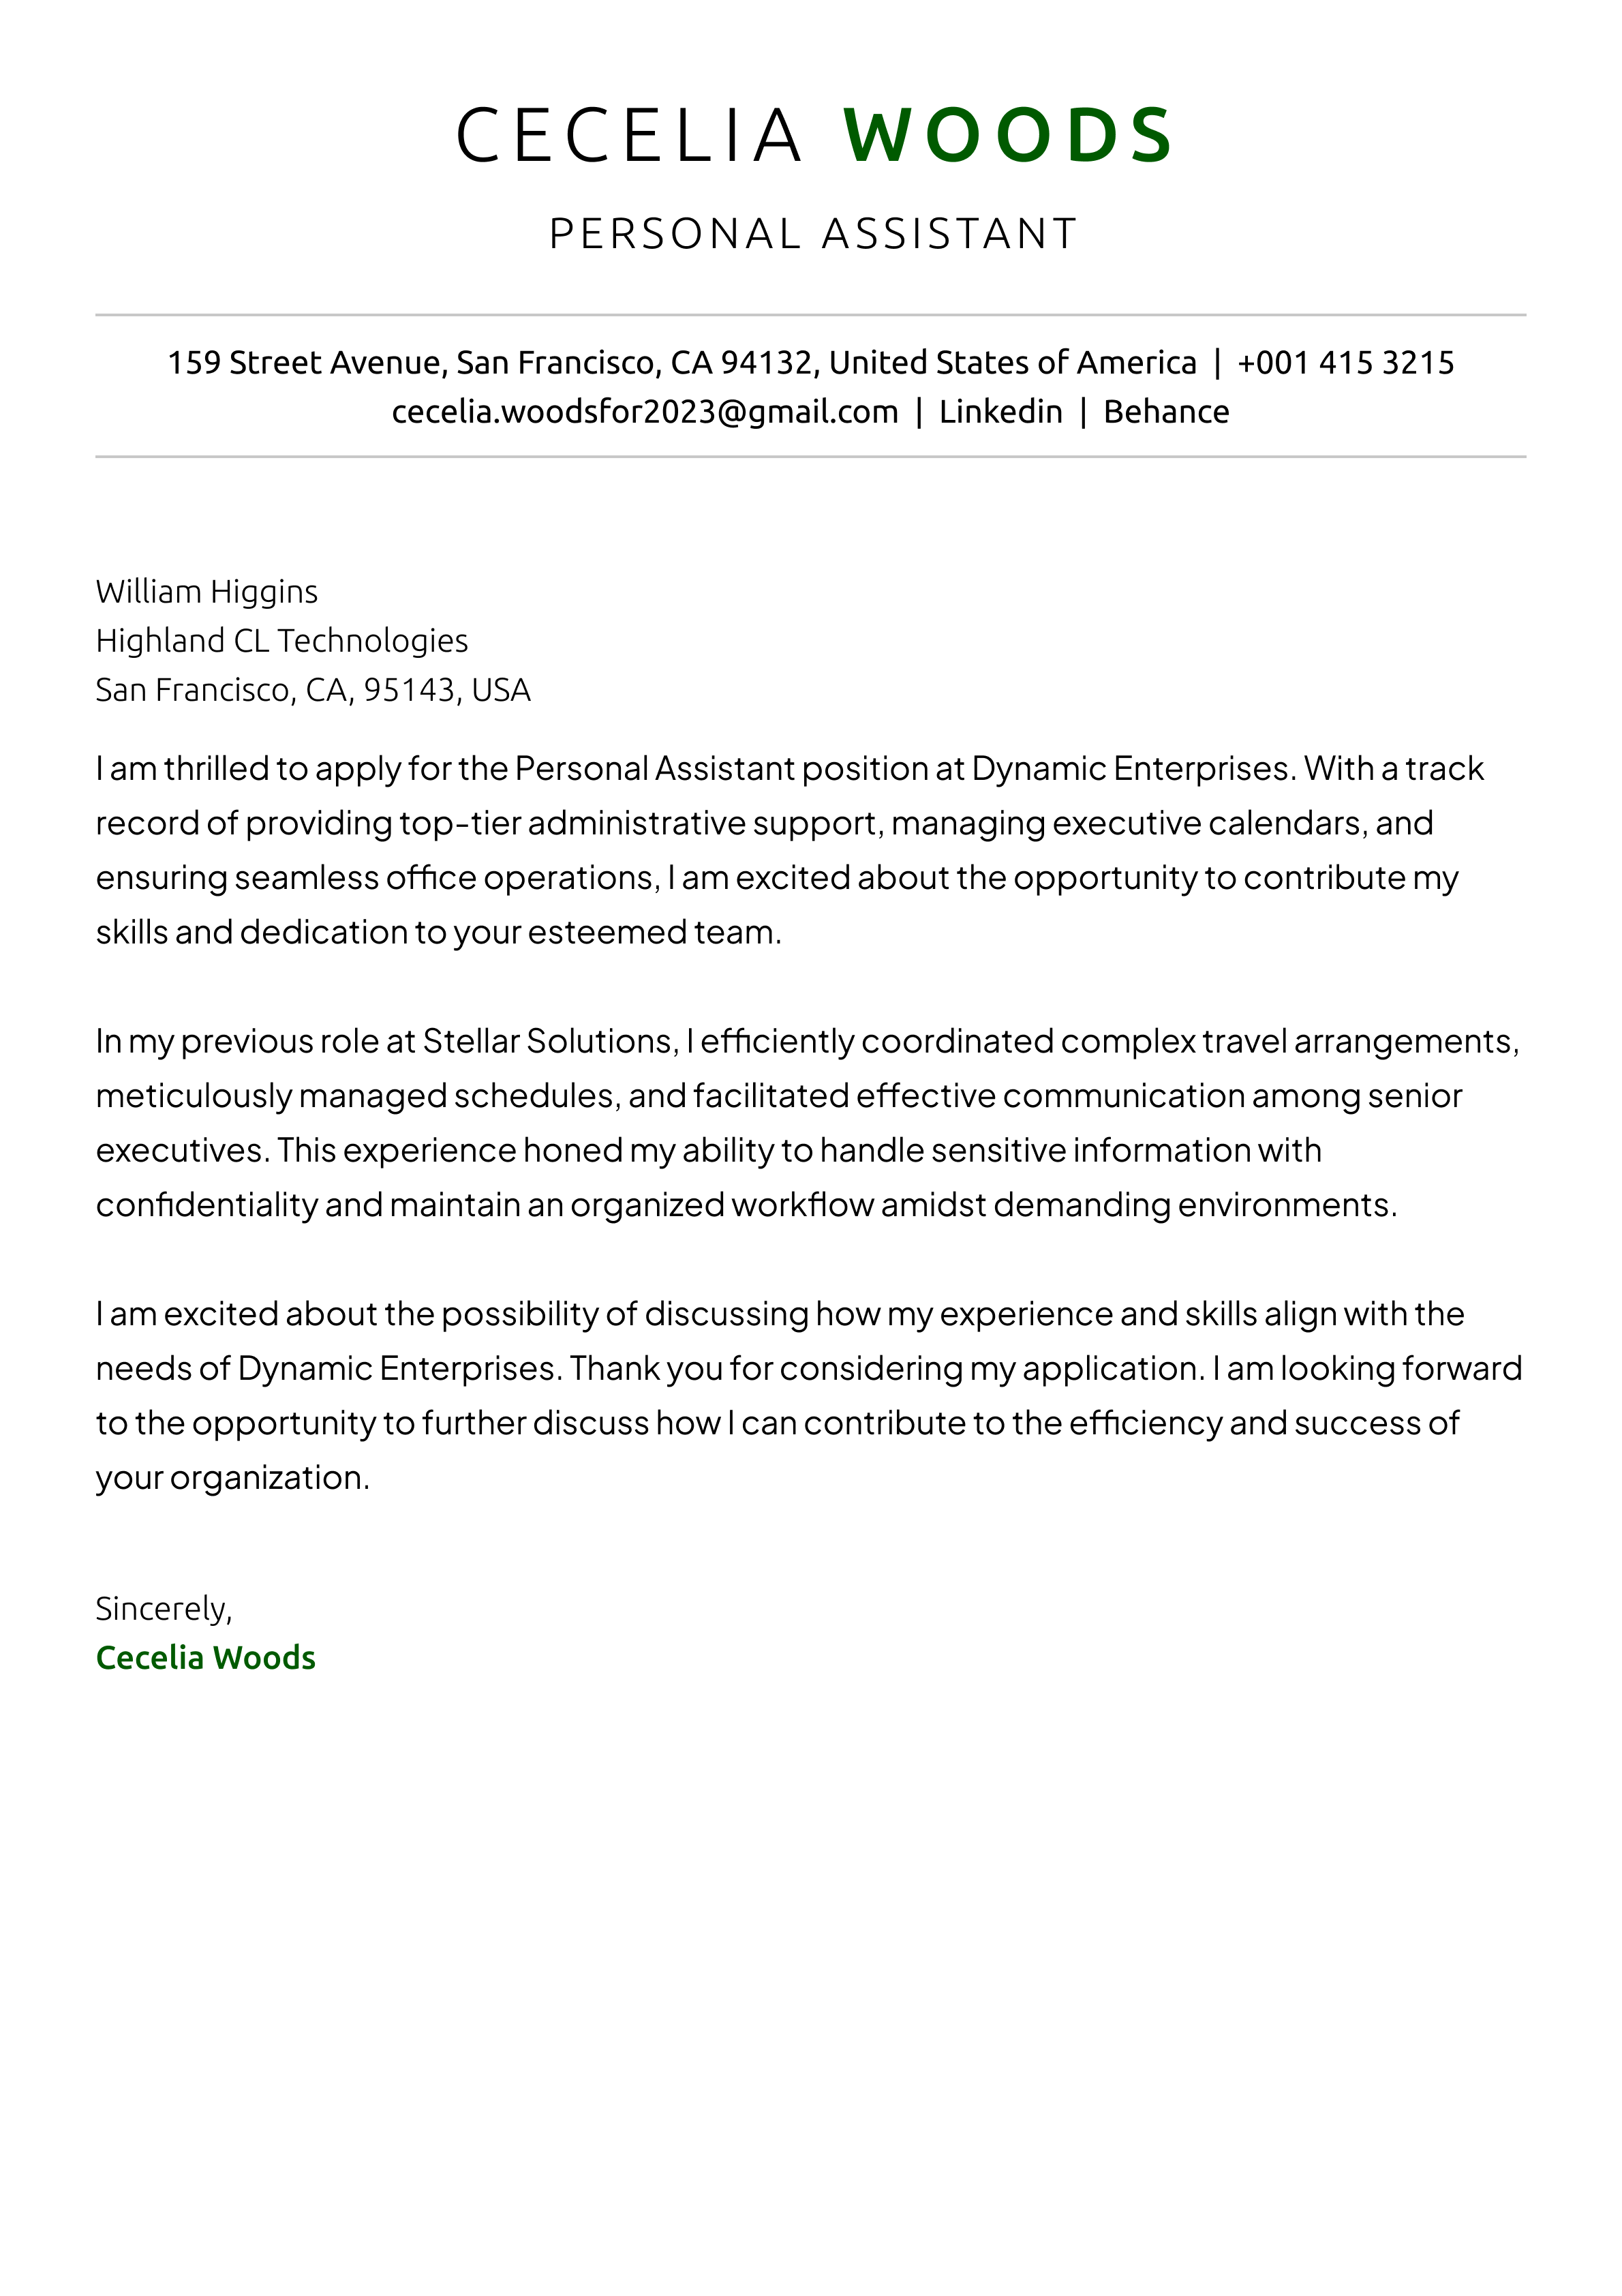 CECELIA WOODS
PERSONAL ASSISTANT
159 Street Avenue, San Francisco, CA 94132, United States of America | +001 415 3215
cecelia.woodsfor2023@gmail.com | Linkedin | Behance
William Higgins
Highland CL Technologies
San Francisco, CA, 95143, USA
I am thrilled to apply for the Personal Assistant position at Dynamic Enterprises. With a track
record of providing top-tier administrative support, managing executive calendars, and
ensuring seamless office operations, I am excited about the opportunity to contribute my
skills and dedication to your esteemed team.
In my previous role at Stellar Solutions, I efficiently coordinated complex travel arrangements,
meticulously managed schedules, and facilitated effective communication among senior
executives. This experience honed my ability to handle sensitive information with
confidentiality and maintain an organized workflow amidst demanding environments.
I am excited about the possibility of discussing how my experience and skills align with the
needs of Dynamic Enterprises. Thank you for considering my application. I am looking forward
to the opportunity to further discuss how I can contribute to the efficiency and success of
your organization.
Sincerely,
Cecelia Woods